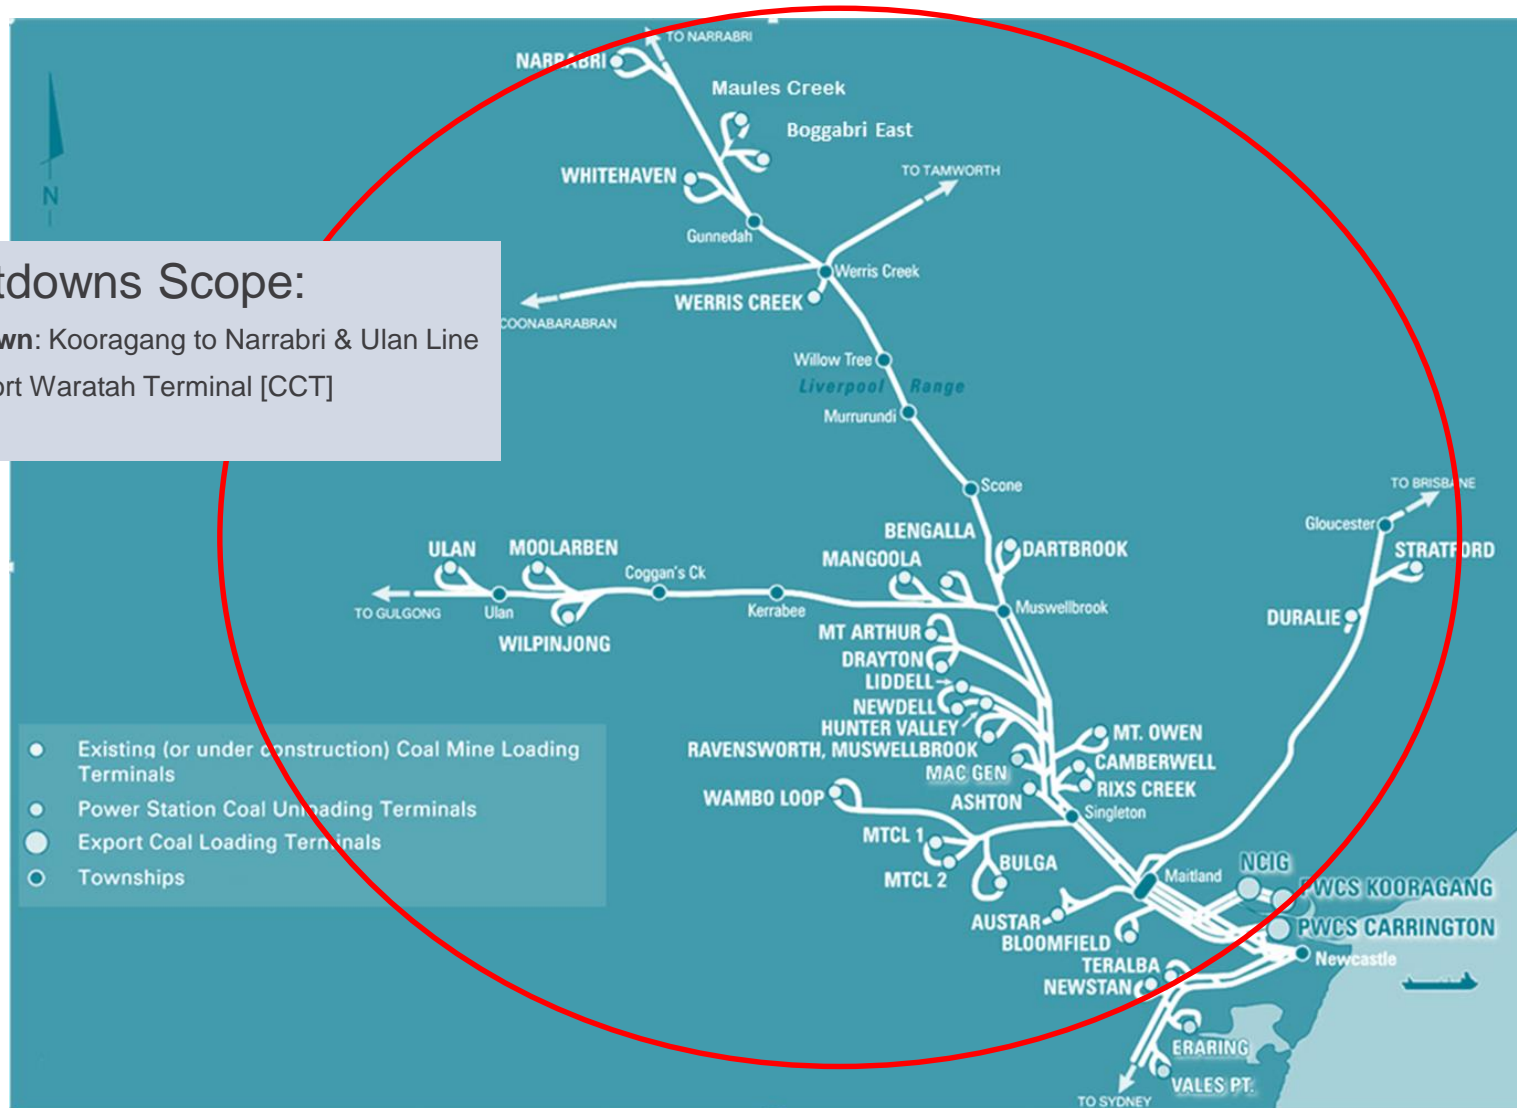 TO NARRABRI
NARRABRI
Maules Creek
Boggabri East
WHITEHAVEN
TO TAMWORTH
N
Gunnedah
tdowns Scope:
Werris Creek
WERRIS CREEK
COONABARABRAN
wn: Kooragang to Narrabri & Ulan Line
Willow Tree
ort Waratah Terminal [CCT]
Liverpool Range
Murrurundi
Scone
TO BRISBANE
Gloucester
BENGALLA
ULAN
MOOLARBEN
MANGOOLA
DARTBROOK
STRATFORD
Coggan's Ck
TO GULGONG
Ulan
Kerrabee
Muswellbrook
DURALIE
WILPINJONG
MT ARTHUR
DRAYTON
LIDDELL
NEWDELL
HUNTER VALLEY
MT. OWEN
RAVENSWORTH, MUSWELLBROOK
CAMBERWELL
MAC GEN
RIXS CREEK
WAMBO LOOP
ASHTON
Singleton
Existing (or under construction) Coal Mine Loading
Terminals
Power Station Coal Unloading Terminals
Export Coal Loading Terminals
Townships
MTCL 1
MTCL 2
BULGA
Maitland
NCIG
PWCS KOORAGANG
AUSTAR
BLOOMFIELD
PWCS CARRINGTON
Newcastle
TERALBA
NEWSTAN
ERARING
VALES PT.
TO SYDNEY